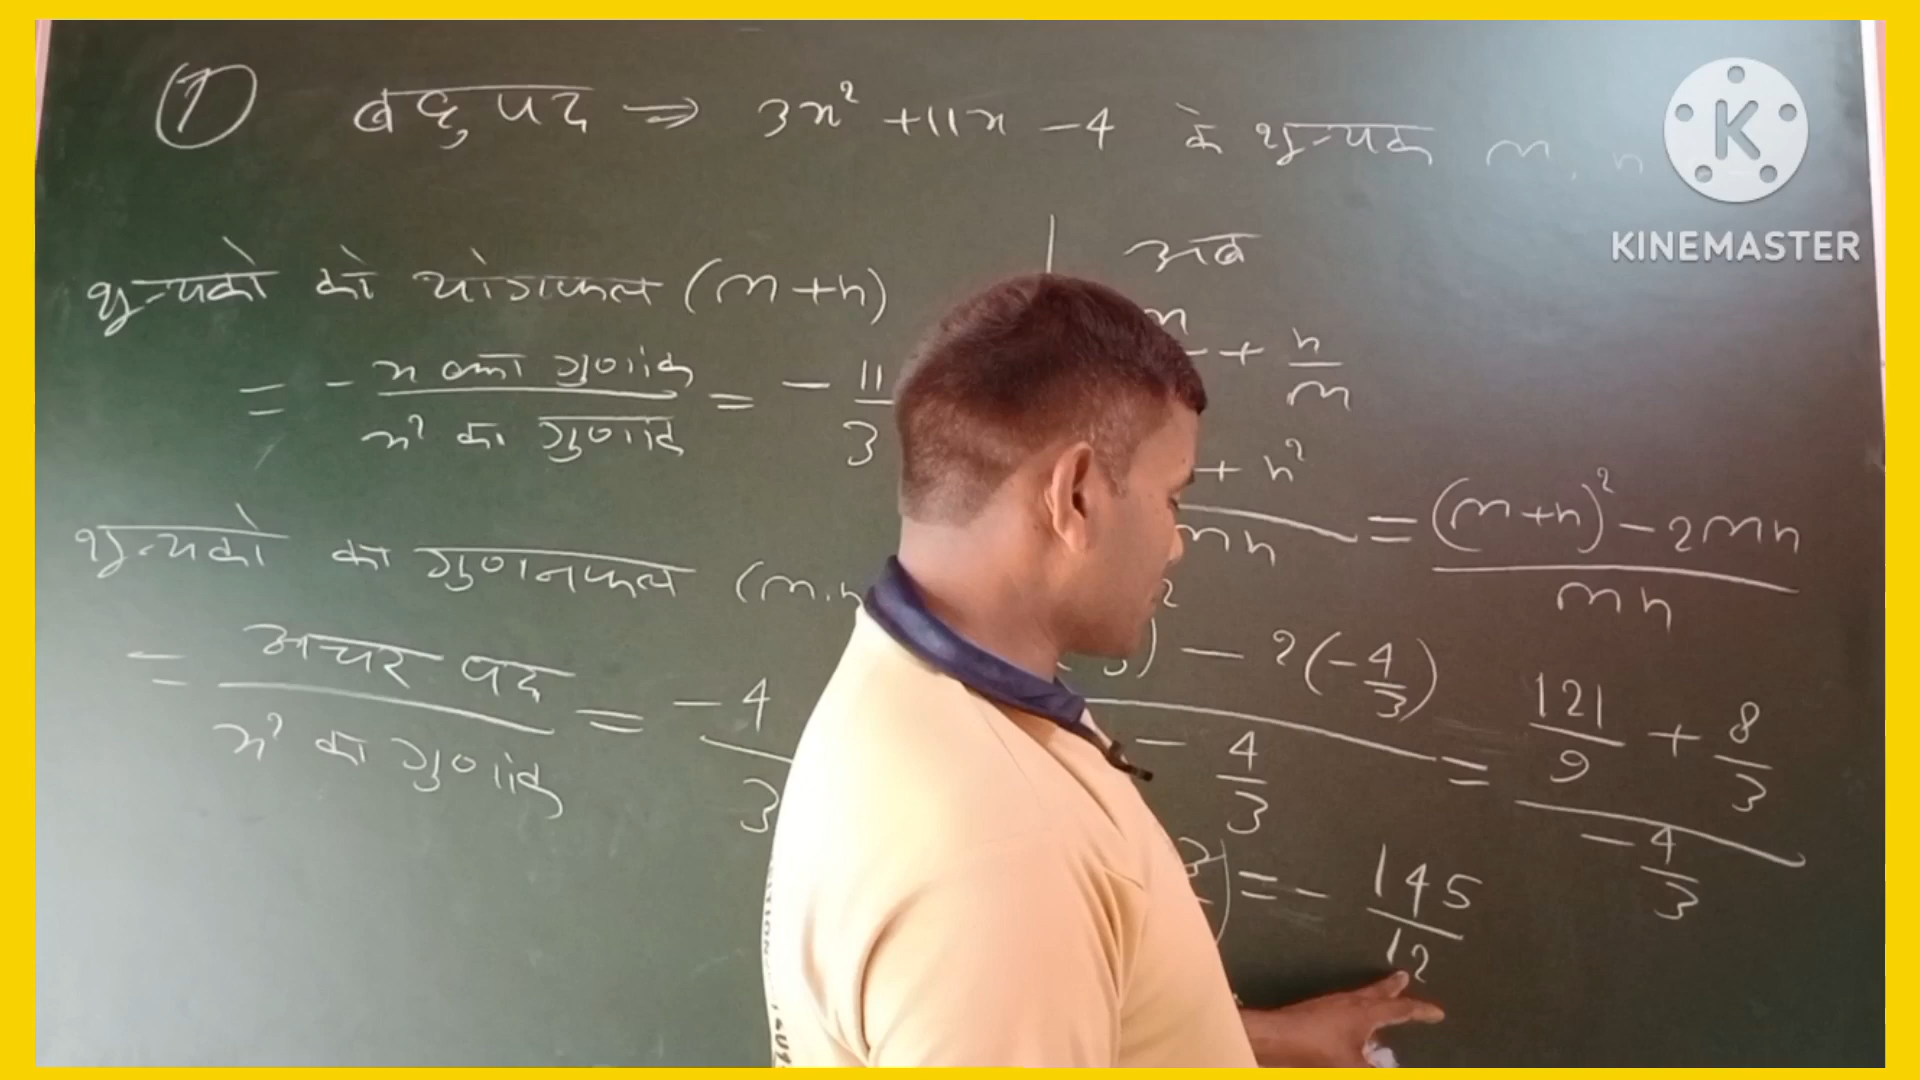 ① बहुपद ⇒ 3x² + 11x - 4 के शून्यक m, n
शून्यको को योगफल (m+n)
= - x का गुणांक / x² का गुणांक = - 11/3
शून्यको का गुणनफल (m.n
= अचर पद / x² का गुणांक = -4/3
अब
+ n/m
+ n² / mn = (m+n)² - 2mn / mn
- 2(-4/3) / - 4/3 = 121/9 + 8/3 / - 4/3
= - 145/12
K
KINEMASTER